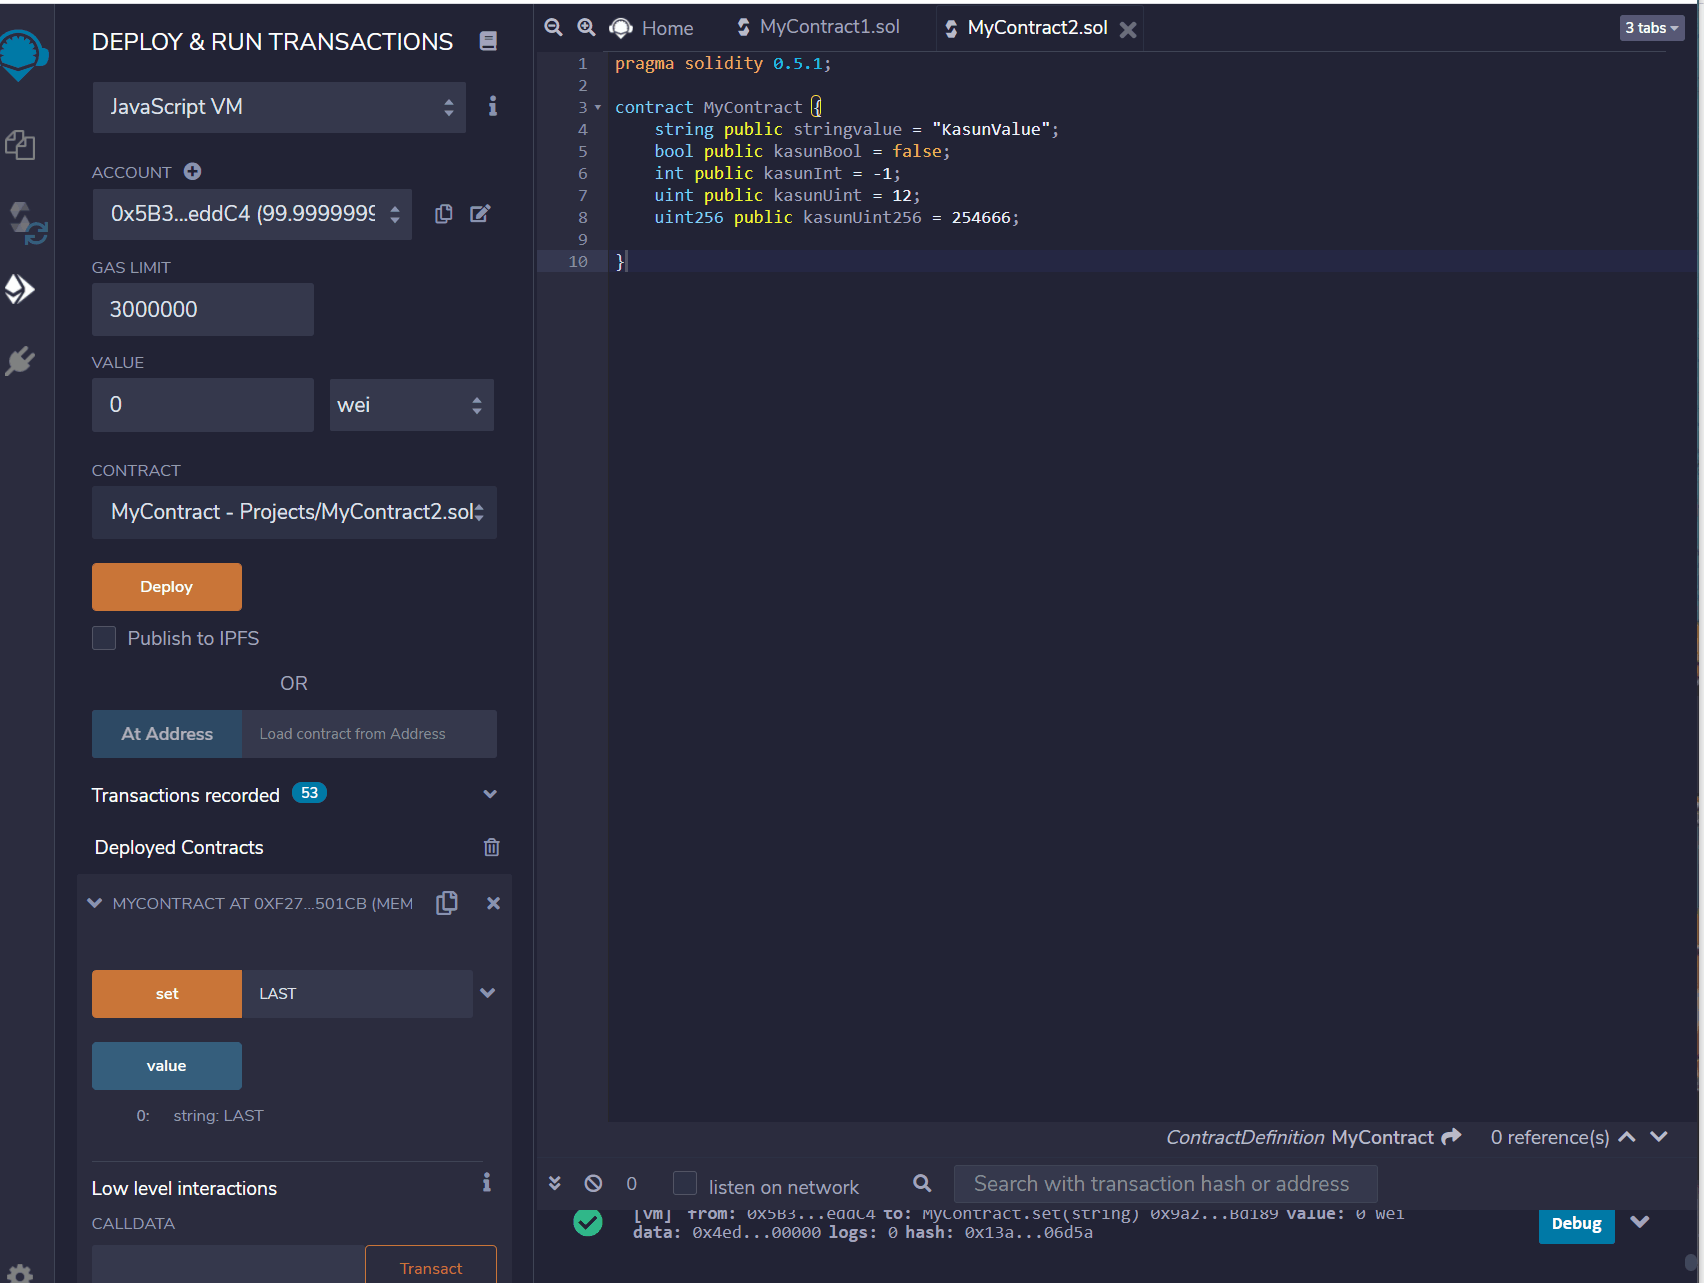 DEPLOY & RUN TRANSACTIONS
JavaScript VM
ACCOUNT
0x5B3...eddC4 (99.9999999
GAS LIMIT
3000000
VALUE
0
wei
CONTRACT
MyContract - Projects/MyContract2.sol
Deploy
Publish to IPFS
OR
At Address
Load contract from Address
Transactions recorded 53
Deployed Contracts
MYCONTRACT AT 0XF27...501CB (MEM
set
LAST
value
0: string: LAST
Low level interactions
CALLDATA
Transact
Home
MyContract1.sol
MyContract2.sol
3 tabs
1 pragma solidity 0.5.1;
2
3 contract MyContract {
4 string public stringvalue = "KasunValue";
5 bool public kasunBool = false;
6 int public kasunInt = -1;
7 uint public kasunUint = 12;
8 uint256 public kasunUint256 = 254666;
9
10 }
ContractDefinition MyContract
0 reference(s)
0
listen on network
Search with transaction hash or address
[vm] from: 0x5B3...eddC4 to: MyContract.set(string) 0x9a2...Bd189 value: 0 wei
data: 0x4ed...00000 logs: 0 hash: 0x13a...06d5a
Debug